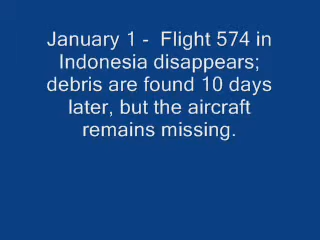 January 1 -  Flight 574 in
Indonesia disappears;
debris are found 10 days
later, but the aircraft
remains missing.